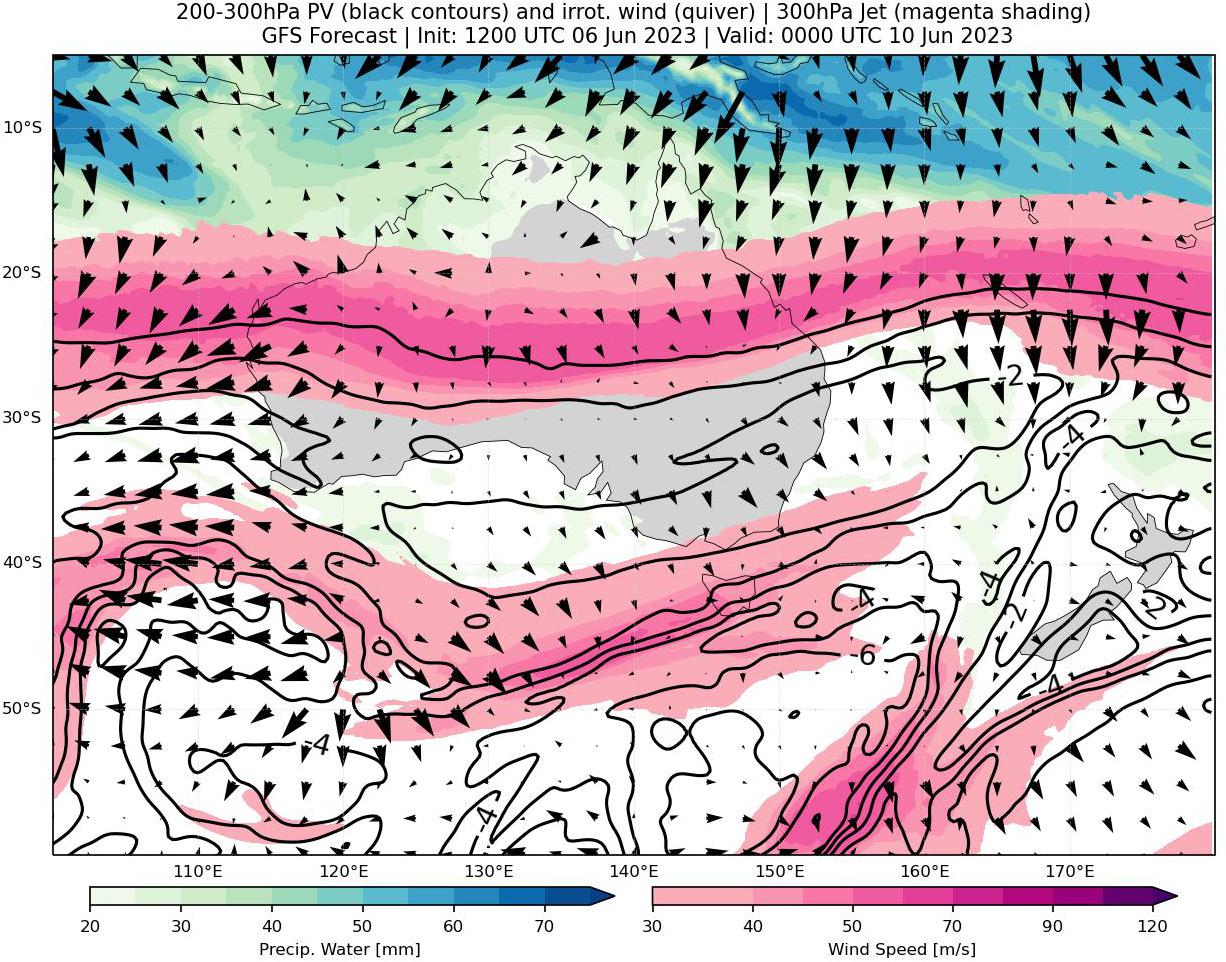 200-300hPa PV (black contours) and irrot. wind (quiver) | 300hPa Jet (magenta shading)
GFS Forecast | Init: 1200 UTC 06 Jun 2023 | Valid: 0000 UTC 10 Jun 2023
10°S
20°S
-2
30°S
-4
40°S
-4
-4
-2
2
-6
-4
50°S
-4
-4
110°E 120°E 130°E 140°E 150°E 160°E 170°E
20 30 40 50 60 70
30 40 50 70 90 120
Precip. Water [mm]
Wind Speed [m/s]